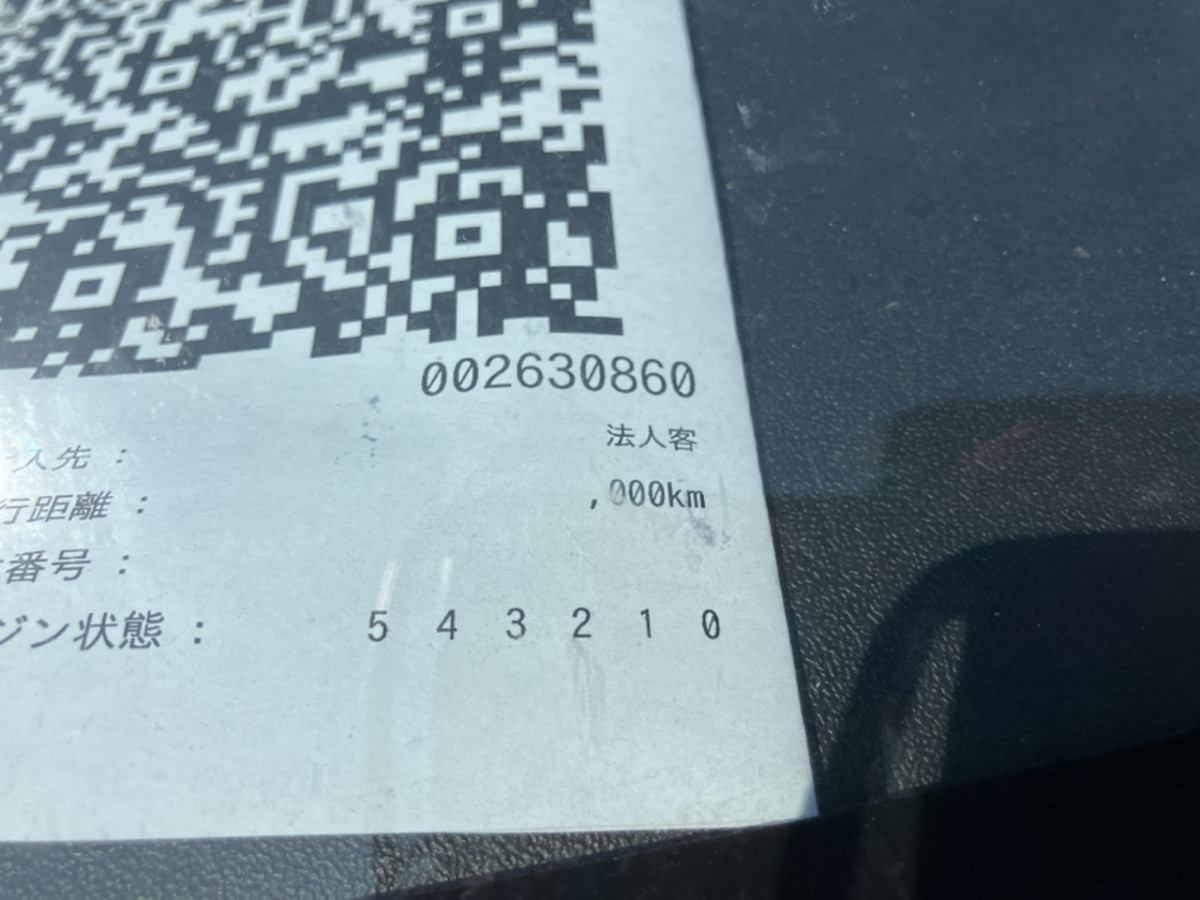 002630860
入先 : 法人客
行距離 : ,000km
番号 :
ジン状態 : 5 4 3 2 1 0